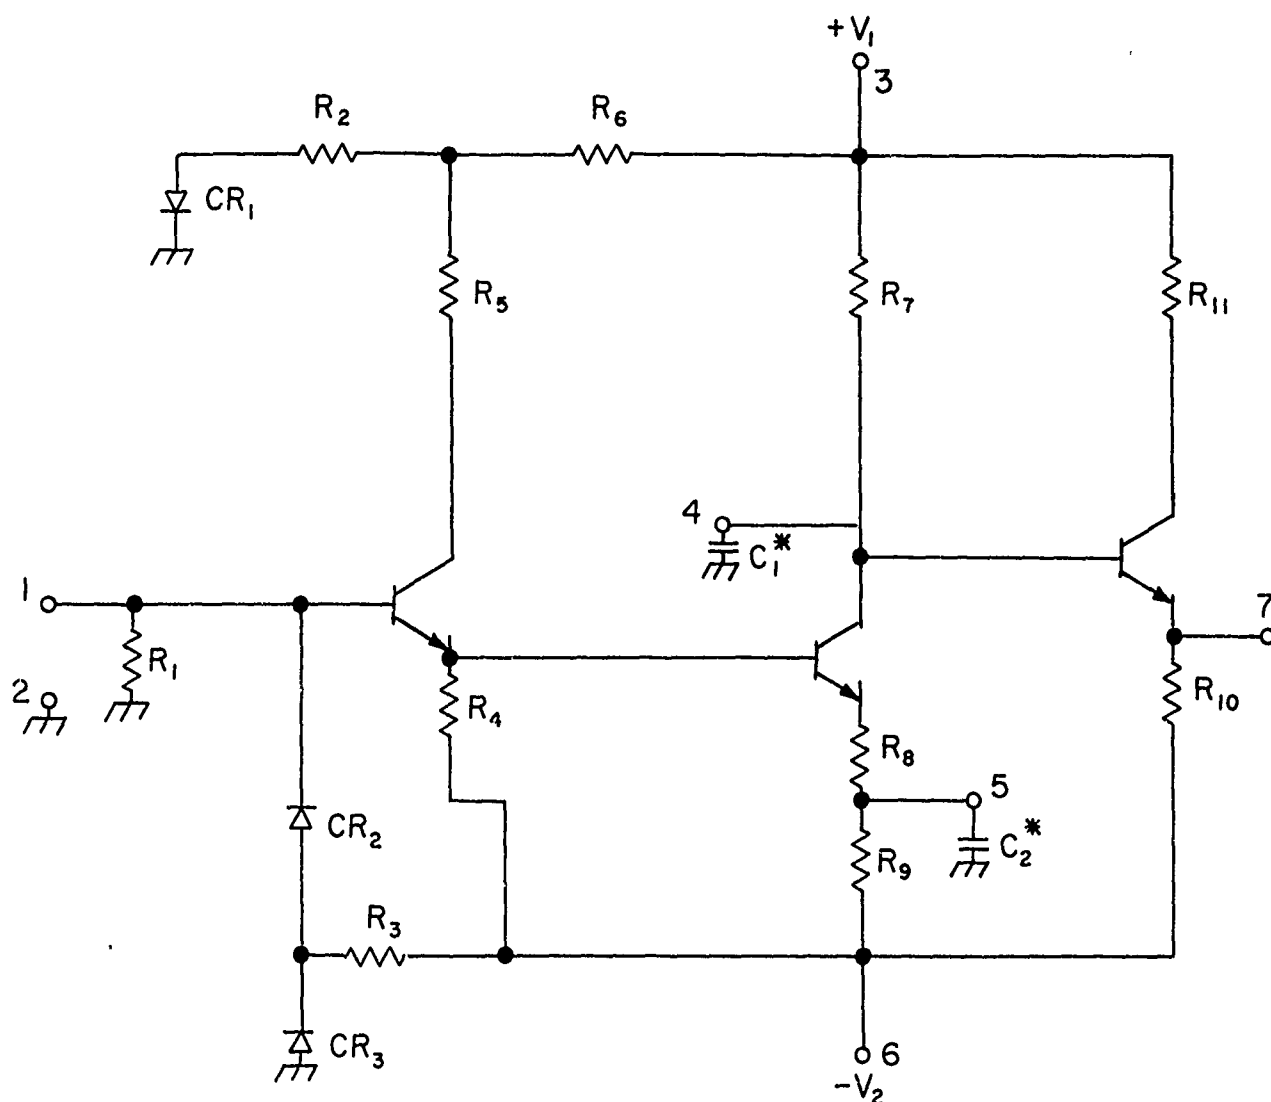 +V₁
3
R₂
R₆
CR₁
R₅
R₇
R₁₁
4
C₁*
1
R₁
2
7
R₄
R₁₀
R₈
5
CR₂
C₂*
R₉
R₃
CR₃
6
-V₂